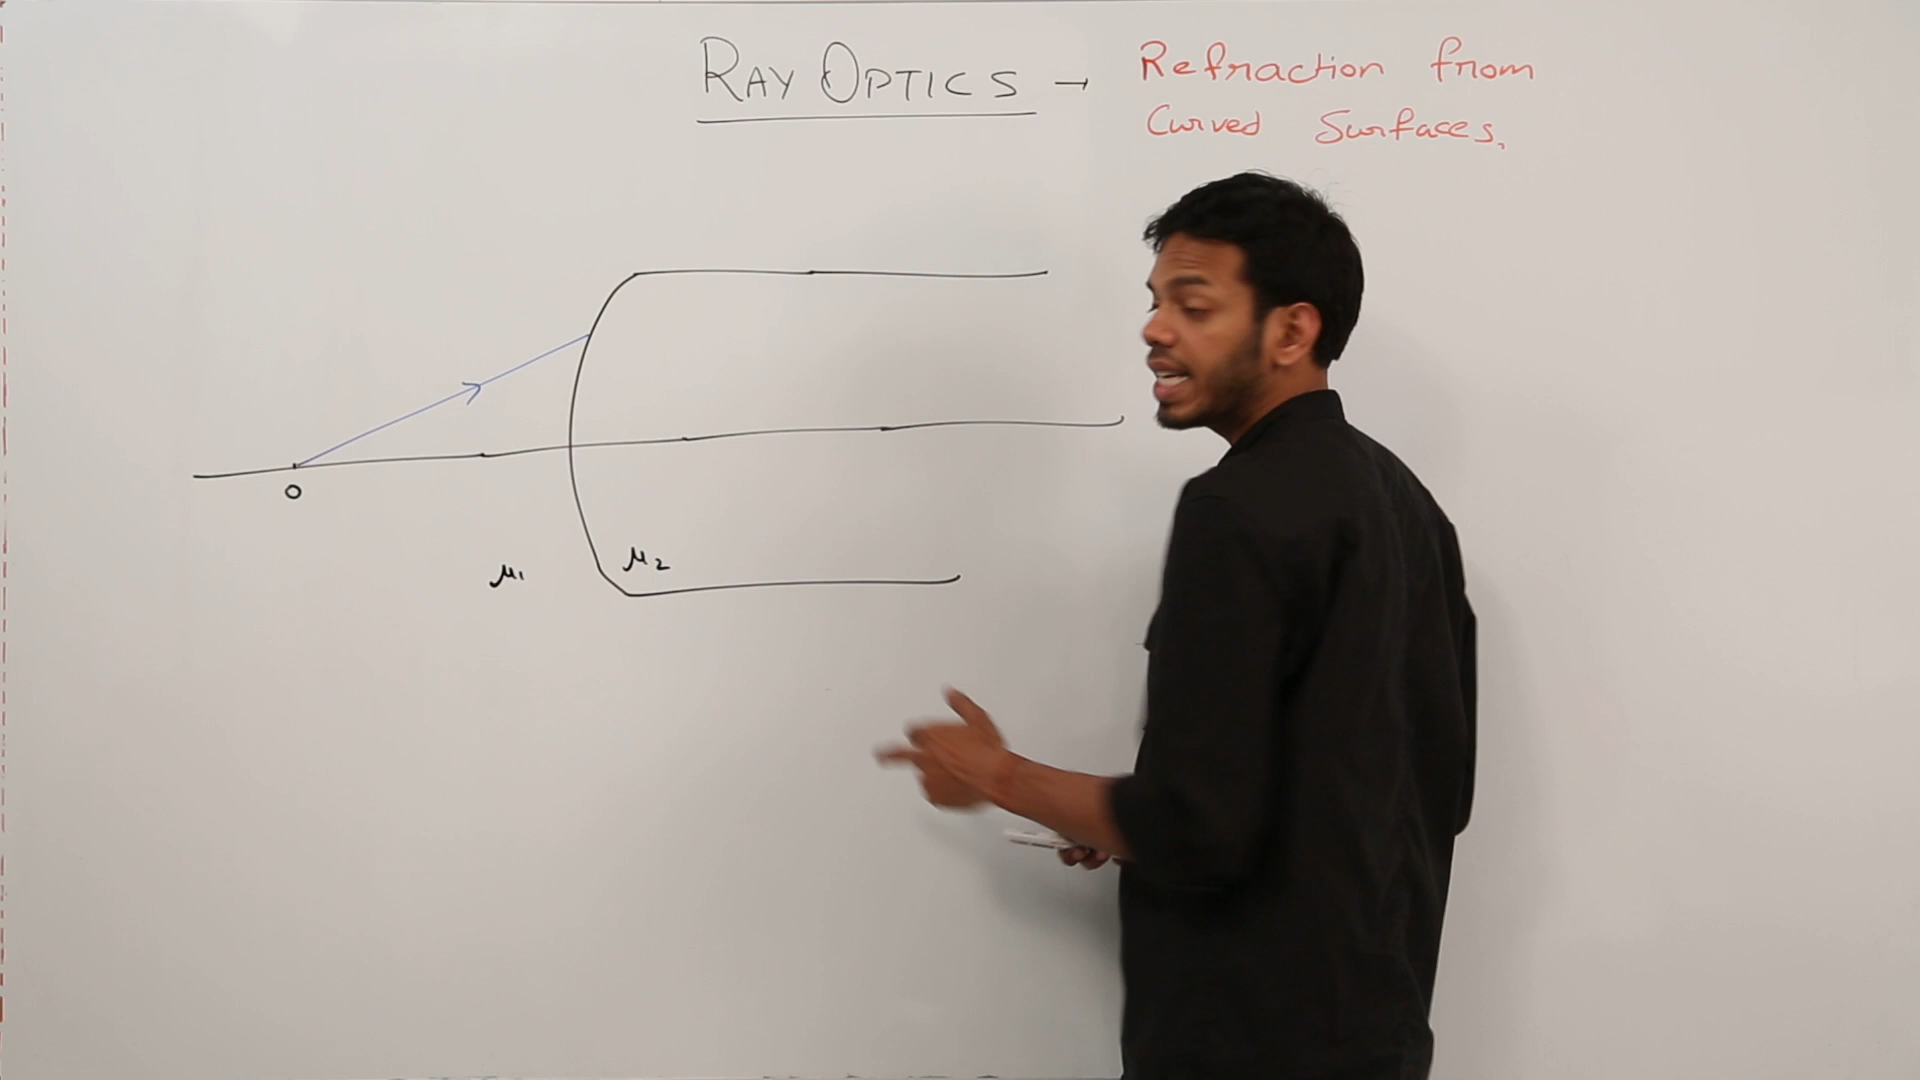 RAY OPTICS → Refraction from
Curved Surfaces.
O
μ₁
μ₂